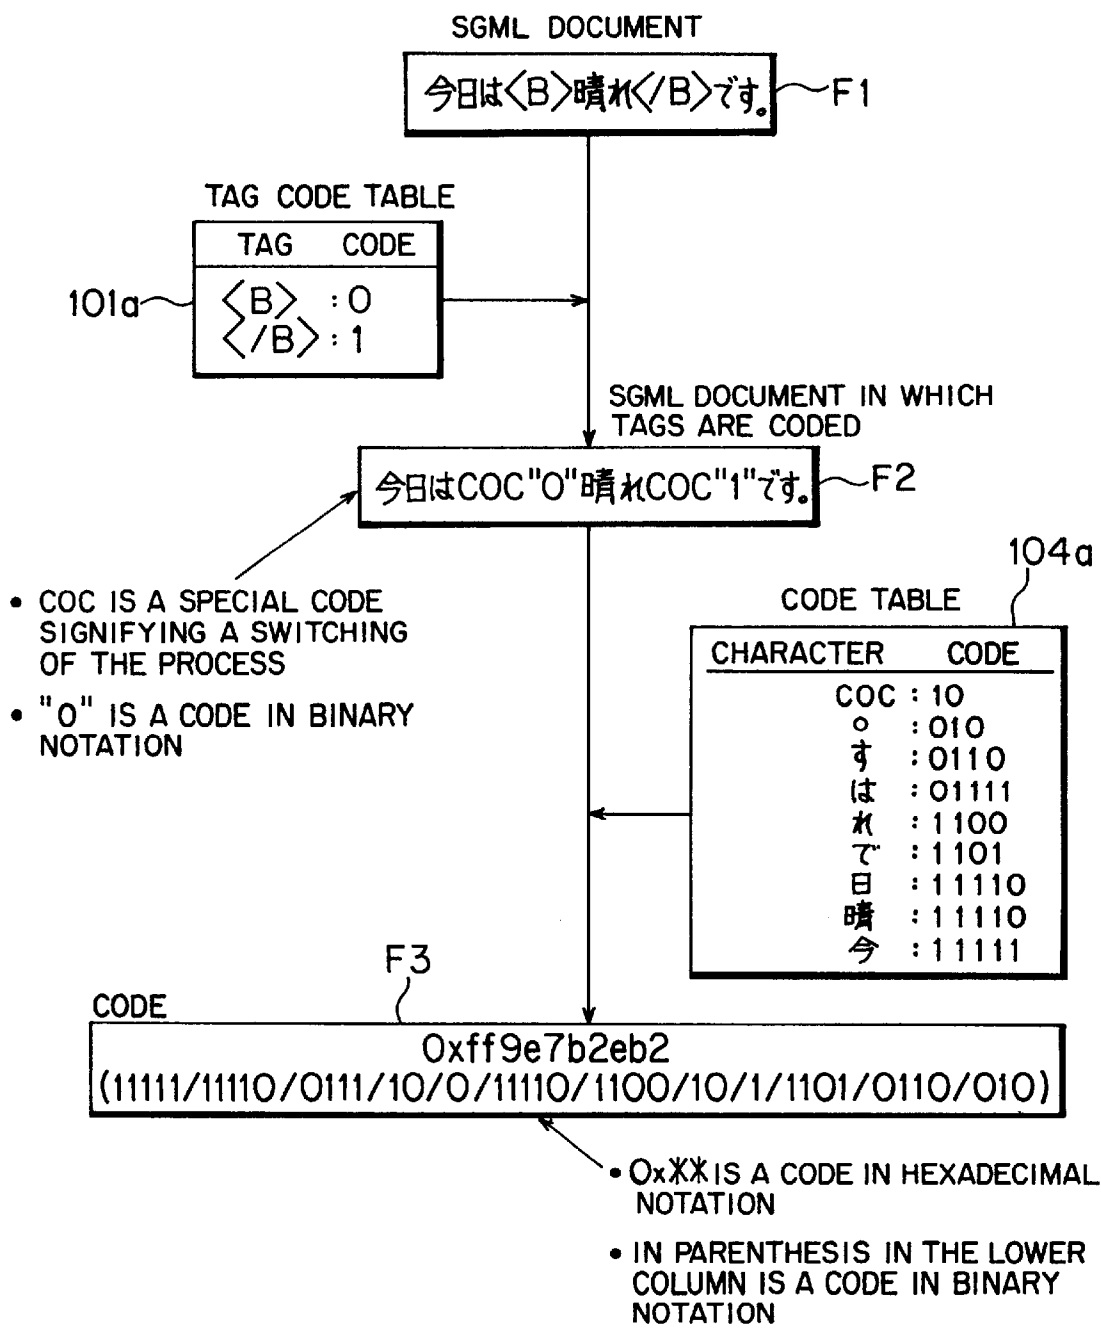 SGML DOCUMENT
今日は<B>晴れ</B>です。
F1
TAG CODE TABLE
TAG CODE
101a
<B> :0
</B>:1
SGML DOCUMENT IN WHICH
TAGS ARE CODED
今日はCOC"0"晴れCOC"1"です。
F2
• COC IS A SPECIAL CODE
SIGNIFYING A SWITCHING
OF THE PROCESS
• "0" IS A CODE IN BINARY
NOTATION
104a
CODE TABLE
CHARACTER CODE
COC :10
。 :010
す :0110
は :01111
れ :1100
で :1101
日 :11110
晴 :11110
今 :11111
F3
CODE
0xff9e7b2eb2
(11111/11110/0111/10/0/11110/1100/10/1/1101/0110/010)
• 0x** IS A CODE IN HEXADECIMAL
NOTATION
• IN PARENTHESIS IN THE LOWER
COLUMN IS A CODE IN BINARY
NOTATION